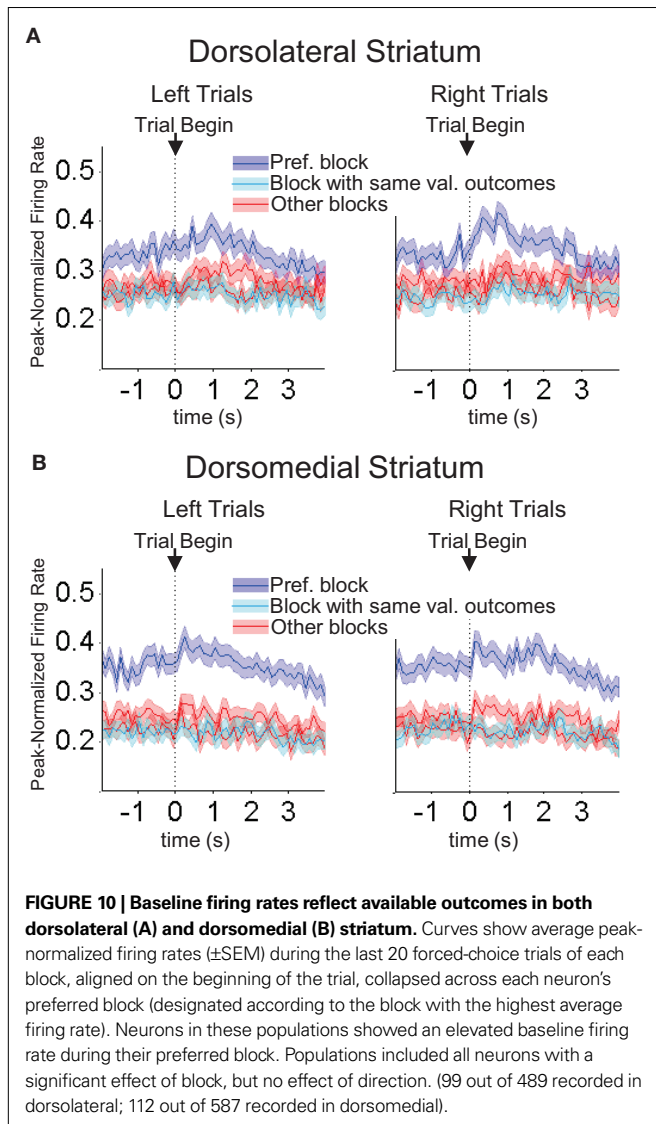 A
Dorsolateral Striatum
Left Trials
Right Trials
Trial Begin
Trial Begin
Pref. block
Block with same val. outcomes
Other blocks
Peak-Normalized Firing Rate
0.5
0.4
0.3
0.2
-1 0 1 2 3
-1 0 1 2 3
time (s)
time (s)
B
Dorsomedial Striatum
Left Trials
Right Trials
Trial Begin
Trial Begin
Pref. block
Block with same val. outcomes
Other blocks
Peak-Normalized Firing Rate
0.5
0.4
0.3
0.2
-1 0 1 2 3
-1 0 1 2 3
time (s)
time (s)
FIGURE 10 | Baseline firing rates reflect available outcomes in both
dorsolateral (A) and dorsomedial (B) striatum. Curves show average peak-
normalized firing rates (±SEM) during the last 20 forced-choice trials of each
block, aligned on the beginning of the trial, collapsed across each neuron's
preferred block (designated according to the block with the highest average
firing rate). Neurons in these populations showed an elevated baseline firing
rate during their preferred block. Populations included all neurons with a
significant effect of block, but no effect of direction. (99 out of 489 recorded in
dorsolateral; 112 out of 587 recorded in dorsomedial).